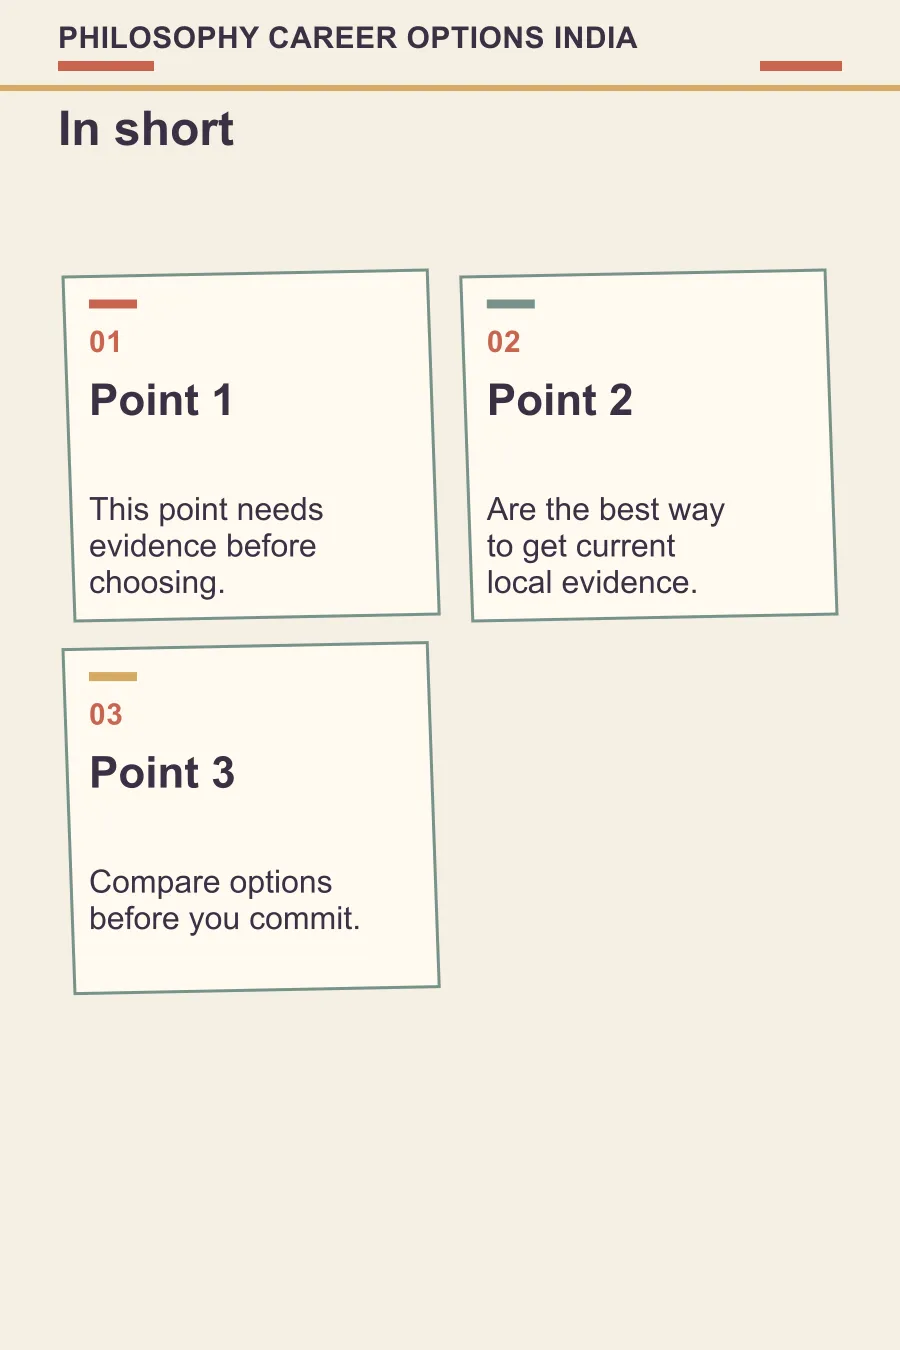 PHILOSOPHY CAREER OPTIONS INDIA
In short
01
Point 1
This point needs
evidence before
choosing.
02
Point 2
Are the best way
to get current
local evidence.
03
Point 3
Compare options
before you commit.